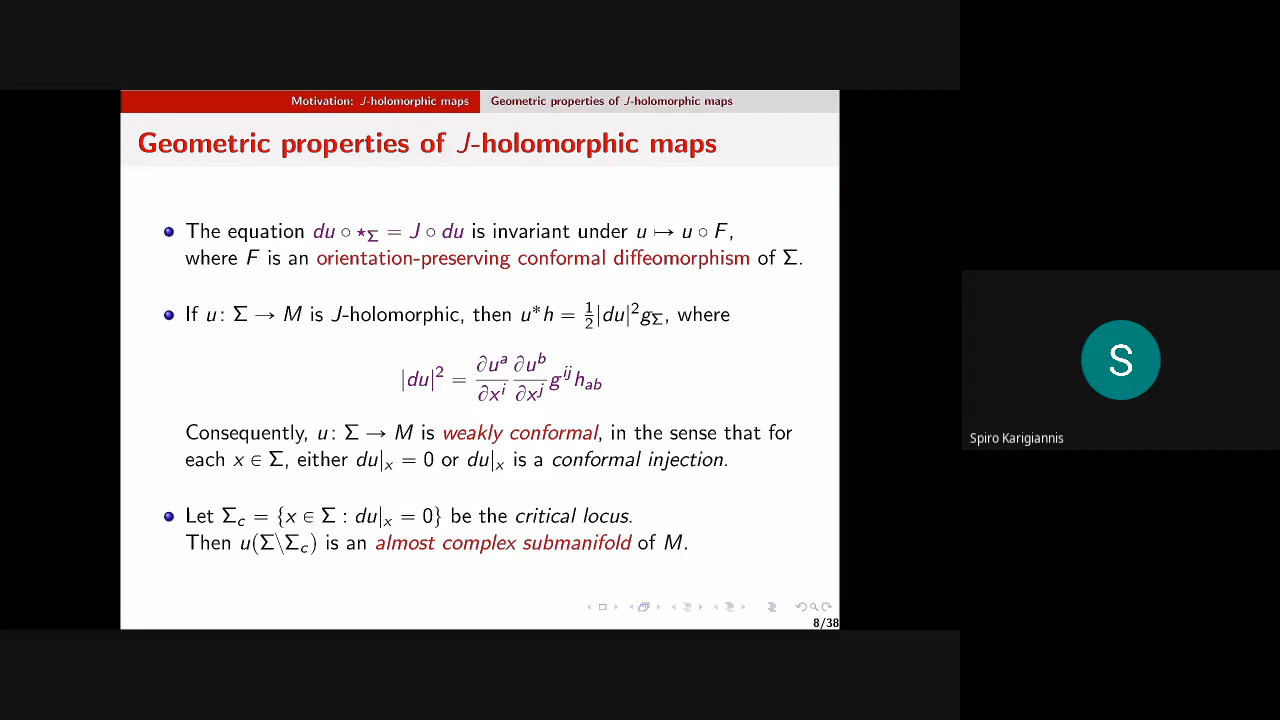 Motivation: J-holomorphic maps
Geometric properties of J-holomorphic maps
Geometric properties of J-holomorphic maps
The equation du ∘ ⋆_Σ = J ∘ du is invariant under u ↦ u ∘ F,
where F is an orientation-preserving conformal diffeomorphism of Σ.
If u: Σ → M is J-holomorphic, then u*h = ½|du|²g_Σ, where
|du|² = ∂u^a/∂x^i ∂u^b/∂x^j g^{ij} h_{ab}
Consequently, u: Σ → M is weakly conformal, in the sense that for
each x ∈ Σ, either du|_x = 0 or du|_x is a conformal injection.
Let Σ_c = {x ∈ Σ : du|_x = 0} be the critical locus.
Then u(Σ\Σ_c) is an almost complex submanifold of M.
8/38
S
Spiro Karigiannis